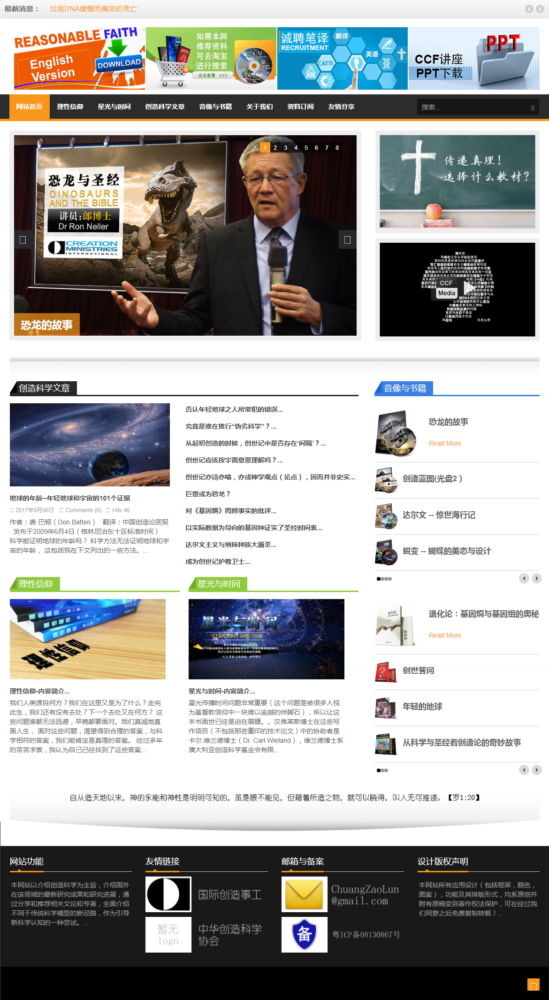 最新消息：
垃圾DNA缓慢而痛苦的死亡
REASONABLE FAITH
English
Version
DOWNLOAD
如需本网
推荐资料
可去淘宝
进行搜索
点击查看 》》》
诚聘笔译
RECRUITMENT
翻译
英语
CATTI
PPT
CCF讲座
PPT下载
网站首页 理性信仰 星光与时间 创造科学文章 音像与书籍 关于我们 资料订阅 友情分享
搜索...
1 2 3 4 5 6 7 8
恐龙与圣经
DINOSAURS
AND THE BIBLE
讲员:郎博士
Dr Ron Neller
CREATION
MINISTRIES
INTERNATIONAL
恐龙的故事
传递真理！
选择什么教材？
CCF
Media
创造科学文章
地球的年龄--年轻地球和宇宙的101个证据
2017年9月06日 Comments (0) Hits:46
作者：唐·巴顿（Don Batten） 翻译：中国创造论团契
发布于2009年6月4日（格林尼治东十区标准时间）
科学能证明地球的年龄吗？ 科学方法无法证明地球和宇
宙的年龄， 这包括我在下文列出的一些方法。...
否认年轻地球之人所常犯的错误...
究竟是谁在推行“伪劣科学”？...
从起初创造的时候，创世记中是否存在‘间隔’？...
创世记应该按字面意思理解吗？...
创世记亦诗亦喻，亦或神学观点（论点），因而并非史实...
巨兽或为恐龙？
对《基因熵》罔顾事实的批评...
以实际数据为导向的基因钟证实了圣经时间表...
达尔文主义与纳粹种族大屠杀...
成为创世记护教卫士...
音像与书籍
恐龙的故事
Read More
创造蓝图(光盘2）
达尔文 -- 惊世海行记
蜕变 -- 蝴蝶的美态与设计
理性信仰
理性信仰
理性信仰-内容简介...
我们人类源自何方？我们在这里又是为了什么？走完
此生，我们还有没有去处？下一个去处又在何方？ 这
些问题谁都无法逃避，早晚都要面对。我们真诚地直
面人生， 面对这些问题，渴望得到合理的答案，与科
学相符的答案，我们能肯定是真理的答案。 经过多年
的苦苦求索，我认为自己已经找到了这些答案...
星光与时间
星光与时间
STARLIGHT AND TIME
星光与时间-内容简介...
星光传播时间问题非常重要（这个问题是被很多人视
为基督教信仰中一块难以逾越的绊脚石），所以让这
本书面世已经是迫在眉睫。。汉弗莱斯博士在这些写
作项目（不包括那些重印的技术论文）中的协助者是
卡尔.维兰德博士（Dr. Carl Wieland），维兰德博士系
澳大利亚创造科学基金会有限...
退化论
退化论：基因熵与基因组的奥秘
Read More
创世答问
年轻的地球
从科学与圣经看创造论的奇妙故事
自从造天地以来，神的永能和神性是明明可知的，虽是眼不能见，但藉着所造之物，就可以晓得，叫人无可推诿。【罗1:20】
网站功能
本网站以介绍创造科学为主旨，介绍国外
在该领域的最新研究成果和研究进展，通
过分享和推荐相关文论和专著，全面介绍
不同于传统科学模型的新径路，作为引导
新科学认知的一种尝试。...
友情链接
国际创造事工
暂无
logo
中华创造科学
协会
邮箱与备案
ChuangZaoLun
@gmail.com
备
粤ICP备08130867号
设计版权声明
本网站所有应用设计（包括框架，颜色，
图案），功能及其排版形式，均系原创并
附有原稿受到著作权法保护，可在经过我
们同意之后免费复制转载！...